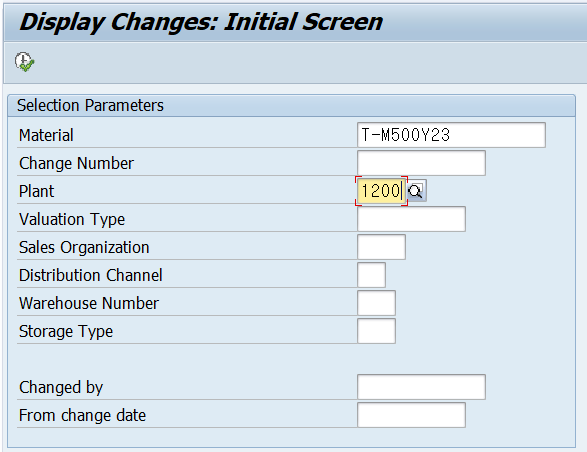 Display Changes: Initial Screen
Selection Parameters
Material T-M500Y23
Change Number
Plant 1200
Valuation Type
Sales Organization
Distribution Channel
Warehouse Number
Storage Type
Changed by
From change date